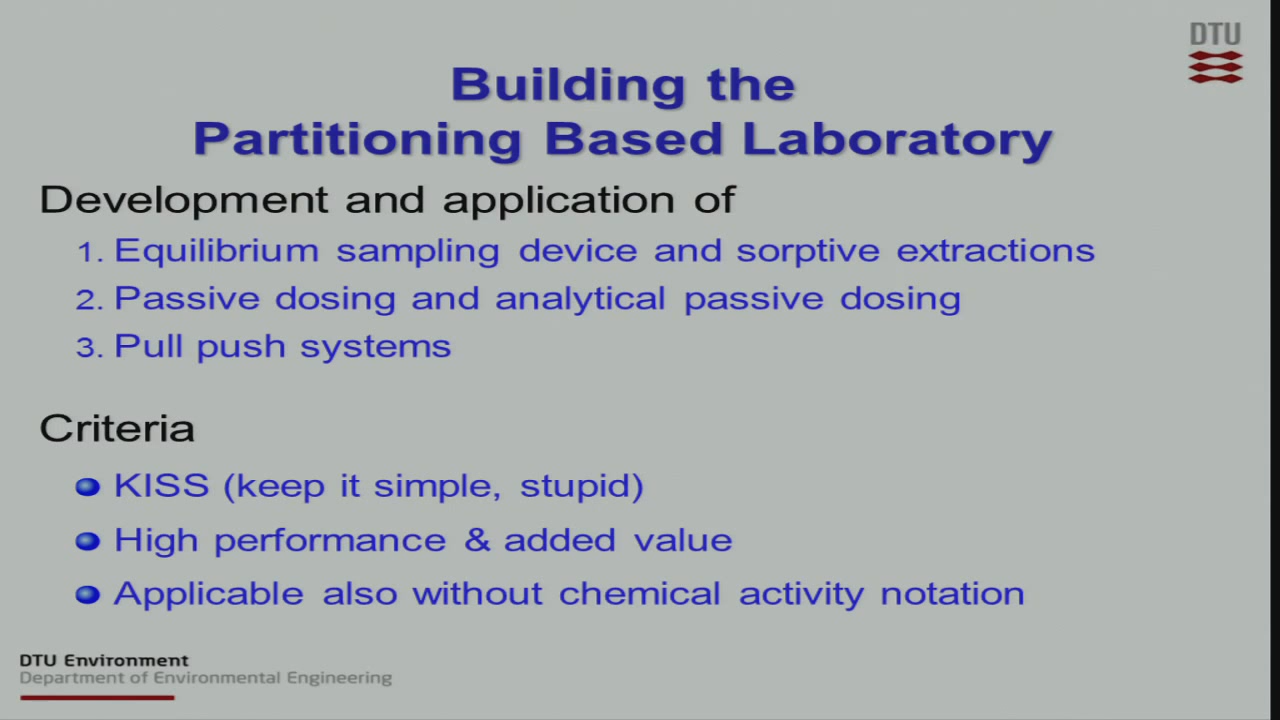 DTU
Building the
Partitioning Based Laboratory
Development and application of
1. Equilibrium sampling device and sorptive extractions
2. Passive dosing and analytical passive dosing
3. Pull push systems
Criteria
KISS (keep it simple, stupid)
High performance & added value
Applicable also without chemical activity notation
DTU Environment
Department of Environmental Engineering